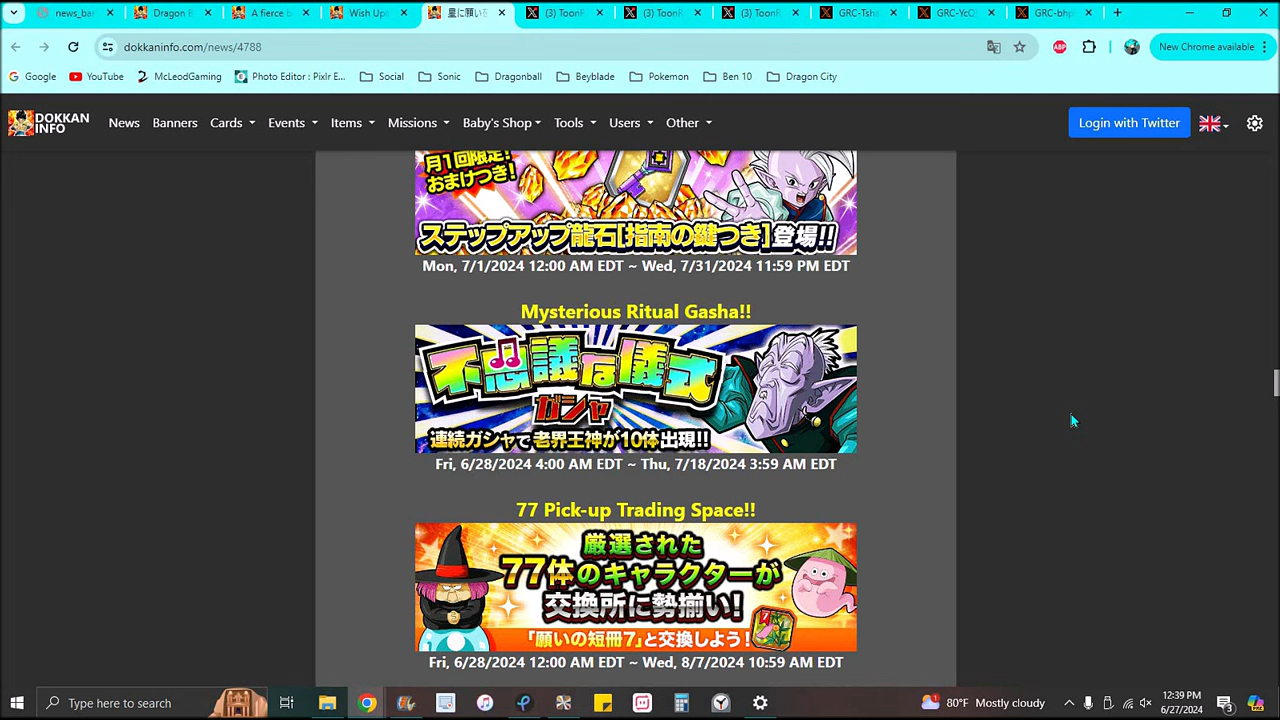 news_bar
Dragon B
A fierce b
Wish Upo
星に願いを
(3) ToonR
(3) ToonR
(3) ToonR
GRC-Tshe
GRC-YcQ
GRC-bhp
dokkaninfo.com/news/4788
ABP
New Chrome available
Google
YouTube
McLeodGaming
Photo Editor : Pixlr E...
Social
Sonic
Dragonball
Beyblade
Pokemon
Ben 10
Dragon City
DOKKAN
INFO
News
Banners
Cards
Events
Items
Missions
Baby's Shop
Tools
Users
Other
Login with Twitter
月1回限定!
おまけつき!
ステップアップ龍石[指南の鍵つき]登場!!
Mon, 7/1/2024 12:00 AM EDT ~ Wed, 7/31/2024 11:59 PM EDT
Mysterious Ritual Gasha!!
不思議な儀式
ガシャ
連続ガシャで老界王神が10体出現!!
Fri, 6/28/2024 4:00 AM EDT ~ Thu, 7/18/2024 3:59 AM EDT
77 Pick-up Trading Space!!
厳選された
77体のキャラクターが
交換所に勢揃い!
「願いの短冊7」と交換しよう!
Fri, 6/28/2024 12:00 AM EDT ~ Wed, 8/7/2024 10:59 AM EDT
Type here to search
80°F Mostly cloudy
12:39 PM
6/27/2024
3